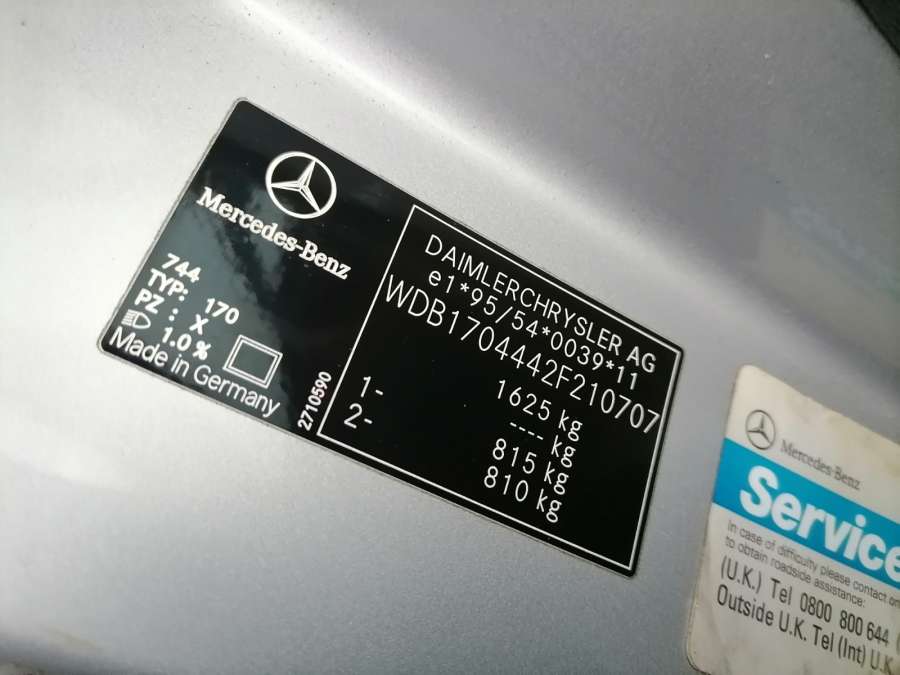 Mercedes-Benz
744
TYP: 170
PZ : X
1.0 %
Made in Germany
2710590
DAIMLERCHRYSLER AG
e1*95/54*0039*11
WDB1704442F210707
1625 kg
---- kg
1- 815 kg
2- 810 kg
Mercedes-Benz
Service
In case of difficulty please contact
to obtain roadside assistance:
(U.K.) Tel 0800 800 644 (
Outside U.K. Tel (Int) U.K.